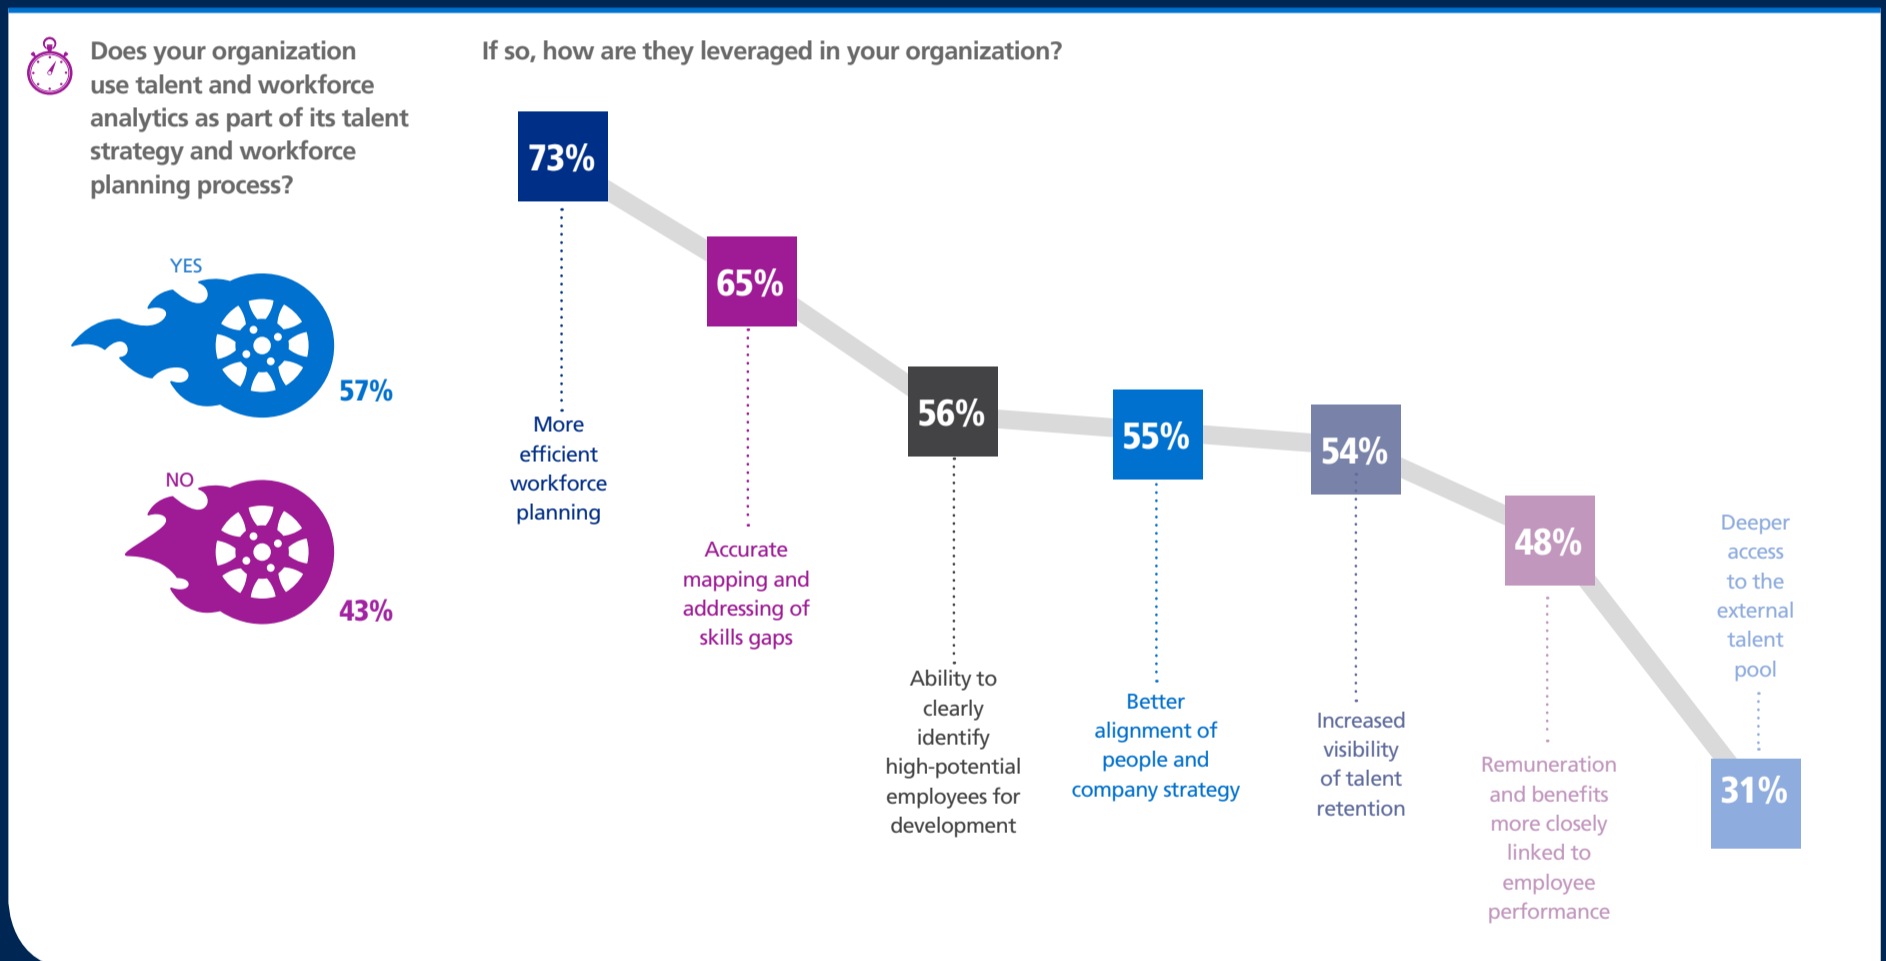 Does your organization
use talent and workforce
analytics as part of its talent
strategy and workforce
planning process?
YES
57%
NO
43%
If so, how are they leveraged in your organization?
73%
More
efficient
workforce
planning
65%
Accurate
mapping and
addressing of
skills gaps
56%
Ability to
clearly
identify
high-potential
employees for
development
55%
Better
alignment of
people and
company strategy
54%
Increased
visibility
of talent
retention
48%
Remuneration
and benefits
more closely
linked to
employee
performance
Deeper
access
to the
external
talent
pool
31%